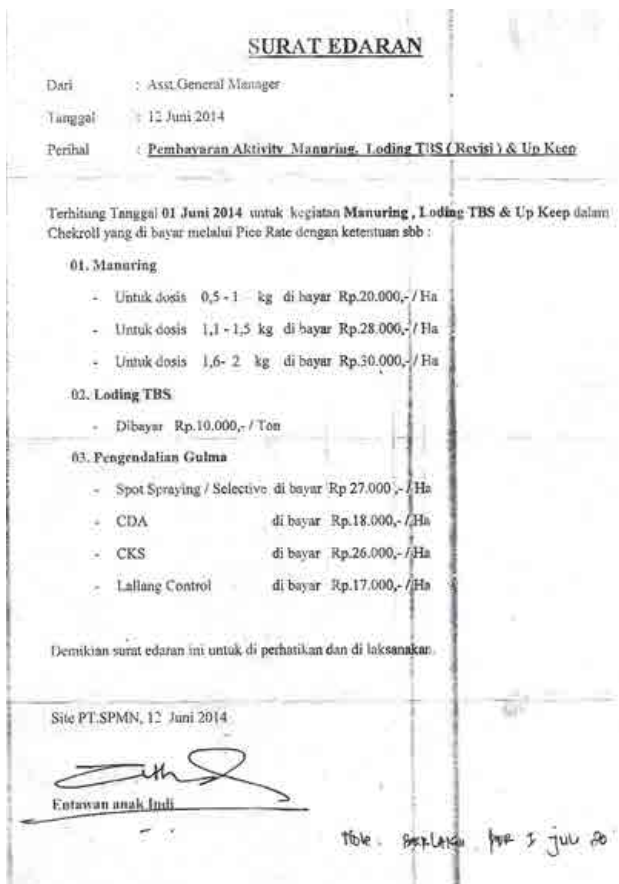 SURAT EDARAN
Dari : Asst.General Manager
Tanggal : 12 Juni 2014
Perihal : Pembayaran Aktivity Manuring, Loding TBS ( Revisi ) & Up Keep
Terhitung Tanggal 01 Juni 2014 untuk kegiatan Manuring , Loding TBS & Up Keep dalam
Chekroll yang di bayar melalui Pice Rate dengan ketentuan sbb :
01. Manuring
- Untuk dosis 0,5 - 1 kg di bayar Rp.20.000,- / Ha
- Untuk dosis 1,1 - 1,5 kg di bayar Rp.28.000,- / Ha
- Untuk dosis 1,6- 2 kg di bayar Rp.30.000,- / Ha
02. Loding TBS
- Dibayar Rp.10.000,- / Ton
03. Pengendalian Gulma
- Spot Spraying / Selective di bayar Rp 27.000 ,- / Ha
- CDA di bayar Rp.18.000,- / Ha
- CKS di bayar Rp.26.000,- / Ha
- Lallang Control di bayar Rp.17.000,- / Ha
Demikian surat edaran ini untuk di perhatikan dan di laksanakan.
Site PT.SPMN, 12 Juni 2014
Entawan anak Indi
Note. BERLAKU PER 1 JUL 20